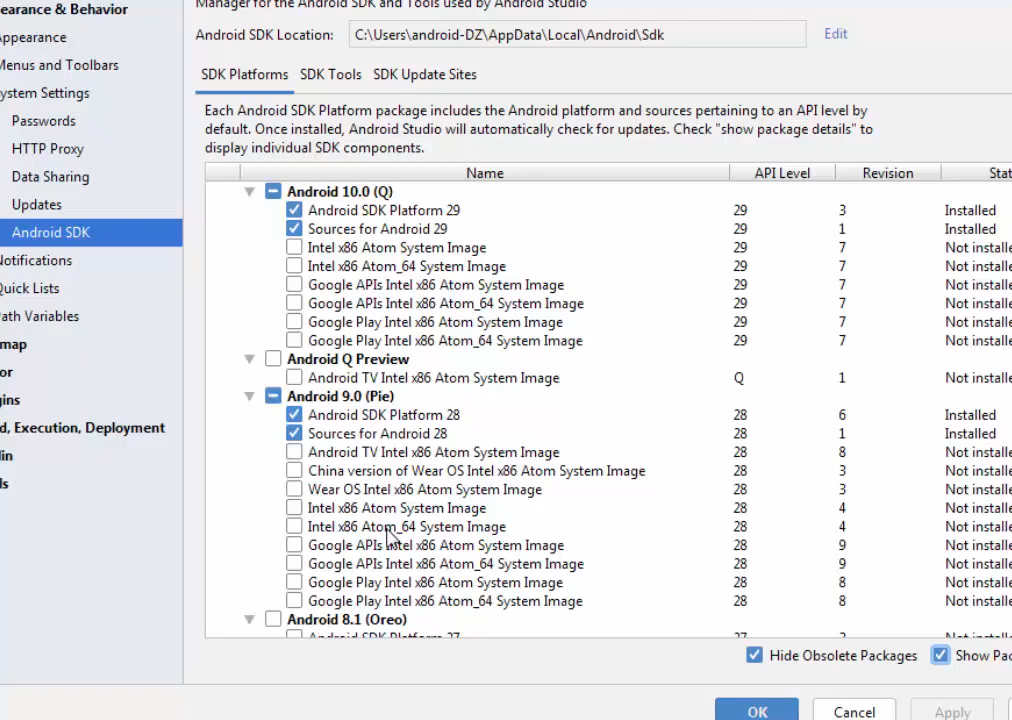 earance & Behavior
Appearance
Menus and Toolbars
ystem Settings
Passwords
HTTP Proxy
Data Sharing
Updates
Android SDK
Notifications
Quick Lists
ath Variables
map
or
gins
d, Execution, Deployment
lin
ls
Manager for the Android SDK and Tools used by Android Studio
Android SDK Location: C:\Users\android-DZ\AppData\Local\Android\Sdk Edit
SDK Platforms SDK Tools SDK Update Sites
Each Android SDK Platform package includes the Android platform and sources pertaining to an API level by
default. Once installed, Android Studio will automatically check for updates. Check "show package details" to
display individual SDK components.
Name API Level Revision Stat
Android 10.0 (Q)
Android SDK Platform 29 29 3 Installed
Sources for Android 29 29 1 Installed
Intel x86 Atom System Image 29 7 Not installe
Intel x86 Atom_64 System Image 29 7 Not installe
Google APIs Intel x86 Atom System Image 29 7 Not installe
Google APIs Intel x86 Atom_64 System Image 29 7 Not installe
Google Play Intel x86 Atom System Image 29 7 Not installe
Google Play Intel x86 Atom_64 System Image 29 7 Not installe
Android Q Preview
Android TV Intel x86 Atom System Image Q 1 Not installe
Android 9.0 (Pie)
Android SDK Platform 28 28 6 Installed
Sources for Android 28 28 1 Installed
Android TV Intel x86 Atom System Image 28 8 Not installe
China version of Wear OS Intel x86 Atom System Image 28 3 Not installe
Wear OS Intel x86 Atom System Image 28 3 Not installe
Intel x86 Atom System Image 28 4 Not installe
Intel x86 Atom_64 System Image 28 4 Not installe
Google APIs Intel x86 Atom System Image 28 9 Not installe
Google APIs Intel x86 Atom_64 System Image 28 9 Not installe
Google Play Intel x86 Atom System Image 28 8 Not installe
Google Play Intel x86 Atom_64 System Image 28 8 Not installe
Android 8.1 (Oreo)
Android SDK Platform 27 27 3 Not installe
Hide Obsolete Packages Show Pac
OK Cancel Apply